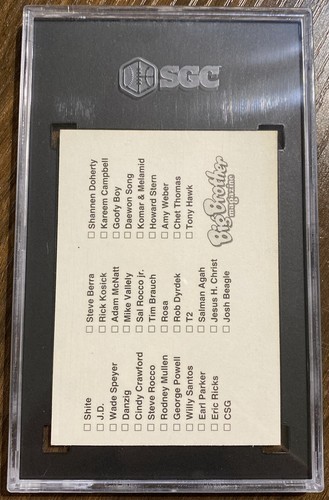 SGC
☐ Shite
☐ J.D.
☐ Wade Speyer
☐ Danzig
☐ Cindy Crawford
☐ Steve Rocco
☐ Rodney Mullen
☐ George Powell
☐ Willy Santos
☐ Earl Parker
☐ Eric Ricks
☐ CSG
☐ Steve Berra
☐ Rick Kosick
☐ Adam McNatt
☐ Mike Vallely
☐ Sal Rocco jr.
☐ Tim Brauch
☐ Rosa
☐ Rob Dyrdek
☐ T2
☐ Salman Agah
☐ Jesus H. Christ
☐ Josh Beagle
☐ Shannen Doherty
☐ Kareem Campbell
☐ Goofy Boy
☐ Daewon Song
☐ Komar & Melamid
☐ Howard Stern
☐ Amy Weber
☐ Chet Thomas
☐ Tony Hawk
Big Brother
magazine